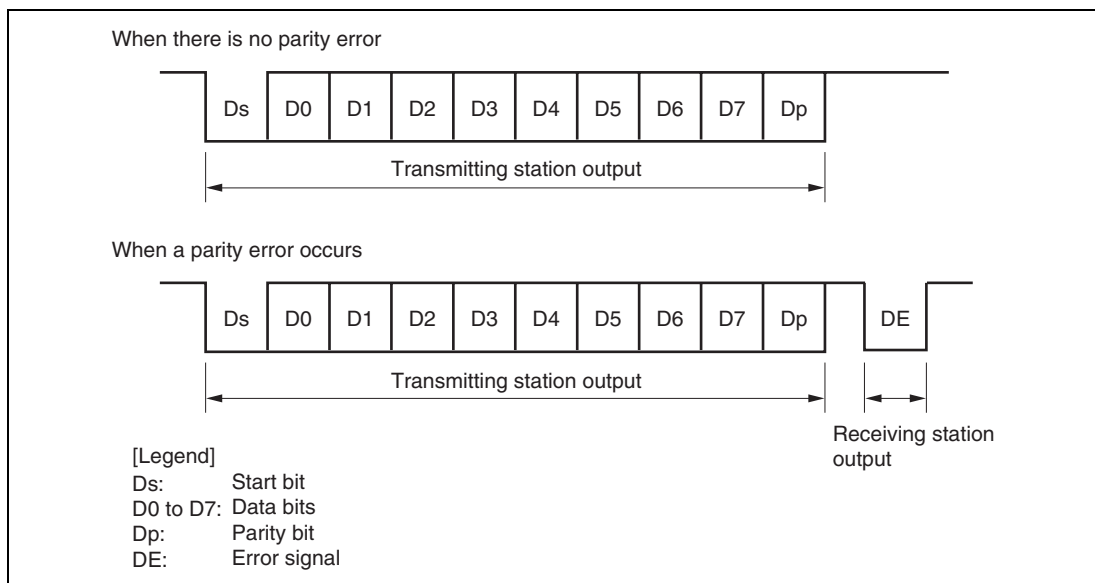 When there is no parity error
Ds D0 D1 D2 D3 D4 D5 D6 D7 Dp
Transmitting station output
When a parity error occurs
Ds D0 D1 D2 D3 D4 D5 D6 D7 Dp DE
Transmitting station output
Receiving station
output
[Legend]
Ds: Start bit
D0 to D7: Data bits
Dp: Parity bit
DE: Error signal